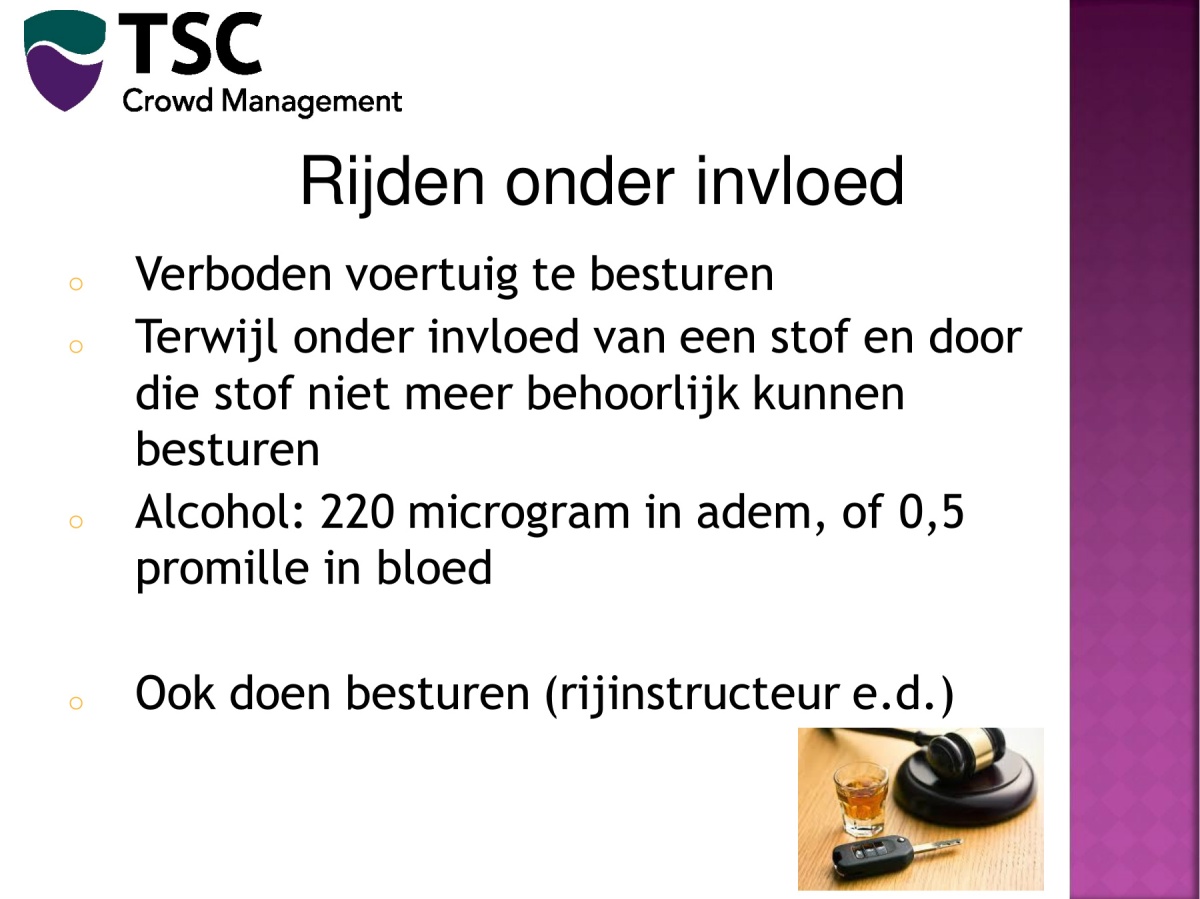 TSC
Crowd Management
Rijden onder invloed
o Verboden voertuig te besturen
o Terwijl onder invloed van een stof en door
die stof niet meer behoorlijk kunnen
besturen
o Alcohol: 220 microgram in adem, of 0,5
promille in bloed
o Ook doen besturen (rijinstructeur e.d.)